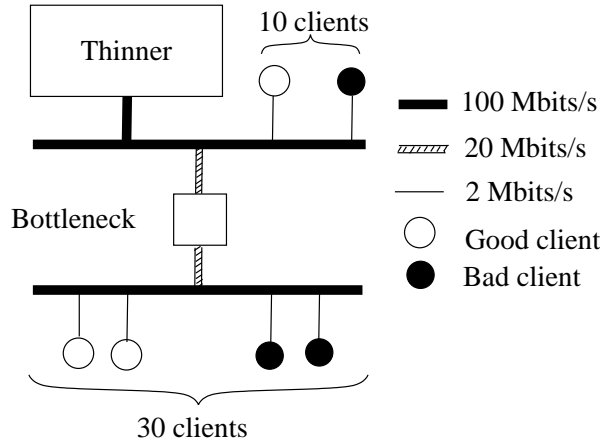 10 clients
Thinner
100 Mbits/s
20 Mbits/s
2 Mbits/s
Bottleneck
Good client
Bad client
30 clients